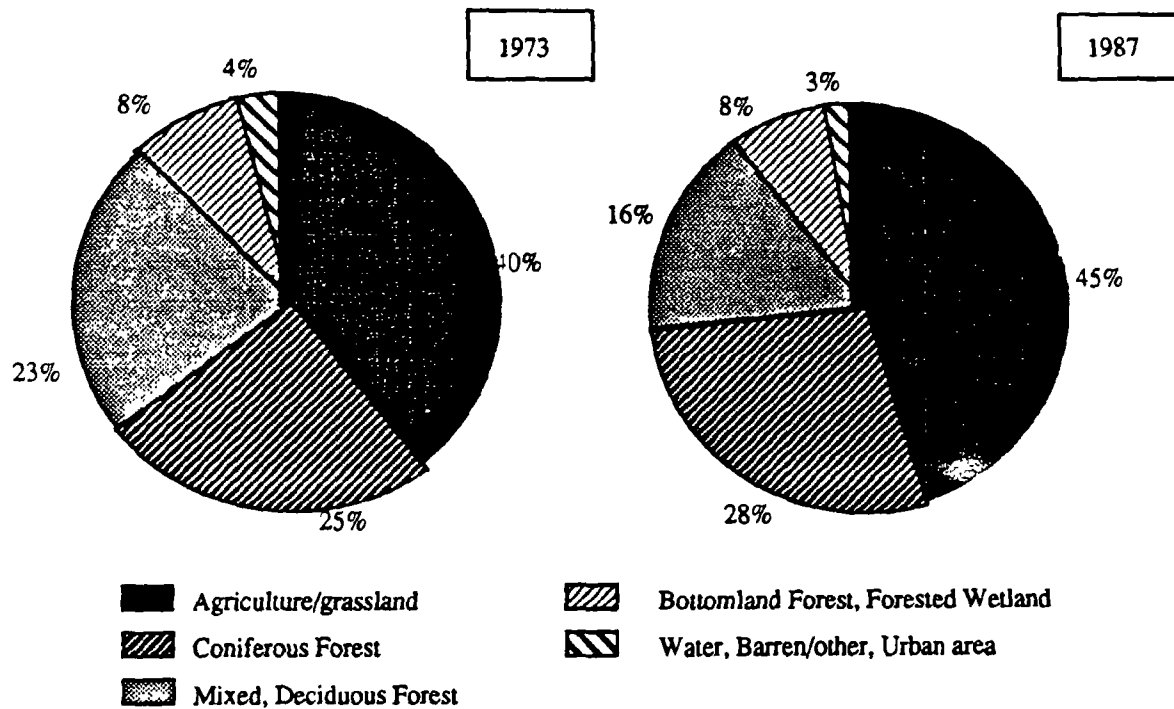 1973
4%
8%
40%
23%
25%
1987
3%
8%
16%
45%
28%
Agriculture/grassland
Coniferous Forest
Mixed, Deciduous Forest
Bottomland Forest, Forested Wetland
Water, Barren/other, Urban area